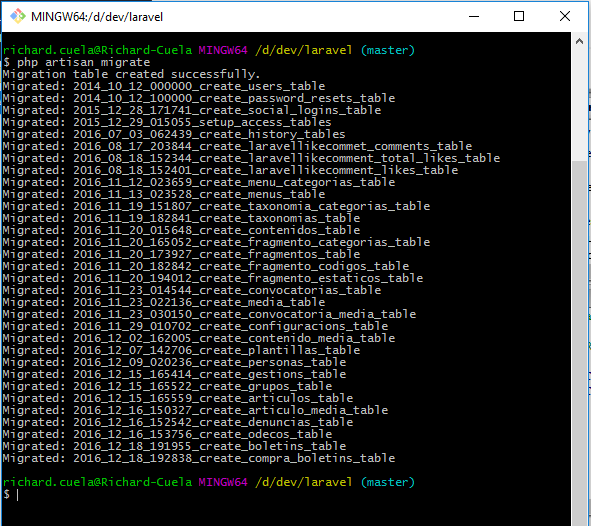 MINGW64:/d/dev/laravel
richard.cuela@Richard-Cuela MINGW64 /d/dev/laravel (master)
$ php artisan migrate
Migration table created successfully.
Migrated: 2014_10_12_000000_create_users_table
Migrated: 2014_10_12_100000_create_password_resets_table
Migrated: 2015_12_28_171741_create_social_logins_table
Migrated: 2015_12_29_015055_setup_access_tables
Migrated: 2016_07_03_062439_create_history_tables
Migrated: 2016_08_17_203844_create_laravellikecommet_comments_table
Migrated: 2016_08_18_152344_create_laravellikecomment_total_likes_table
Migrated: 2016_08_18_152401_create_laravellikecomment_likes_table
Migrated: 2016_11_12_023659_create_menu_categorias_table
Migrated: 2016_11_13_023528_create_menus_table
Migrated: 2016_11_19_151807_create_taxonomia_categorias_table
Migrated: 2016_11_19_182841_create_taxonomias_table
Migrated: 2016_11_20_015648_create_contenidos_table
Migrated: 2016_11_20_165052_create_fragmento_categorias_table
Migrated: 2016_11_20_173927_create_fragmentos_table
Migrated: 2016_11_20_182842_create_fragmento_codigos_table
Migrated: 2016_11_20_194012_create_fragmento_estaticos_table
Migrated: 2016_11_23_014544_create_convocatorias_table
Migrated: 2016_11_23_022136_create_media_table
Migrated: 2016_11_23_030150_create_convocatoria_media_table
Migrated: 2016_11_29_010702_create_configuracions_table
Migrated: 2016_12_02_162005_create_contenido_media_table
Migrated: 2016_12_07_142706_create_plantillas_table
Migrated: 2016_12_09_020236_create_personas_table
Migrated: 2016_12_15_165414_create_gestions_table
Migrated: 2016_12_15_165522_create_grupos_table
Migrated: 2016_12_15_165559_create_articulos_table
Migrated: 2016_12_16_150327_create_articulo_media_table
Migrated: 2016_12_16_152542_create_denuncias_table
Migrated: 2016_12_16_153756_create_odecos_table
Migrated: 2016_12_18_191955_create_boletins_table
Migrated: 2016_12_18_192838_create_compra_boletins_table
richard.cuela@Richard-Cuela MINGW64 /d/dev/laravel (master)
$